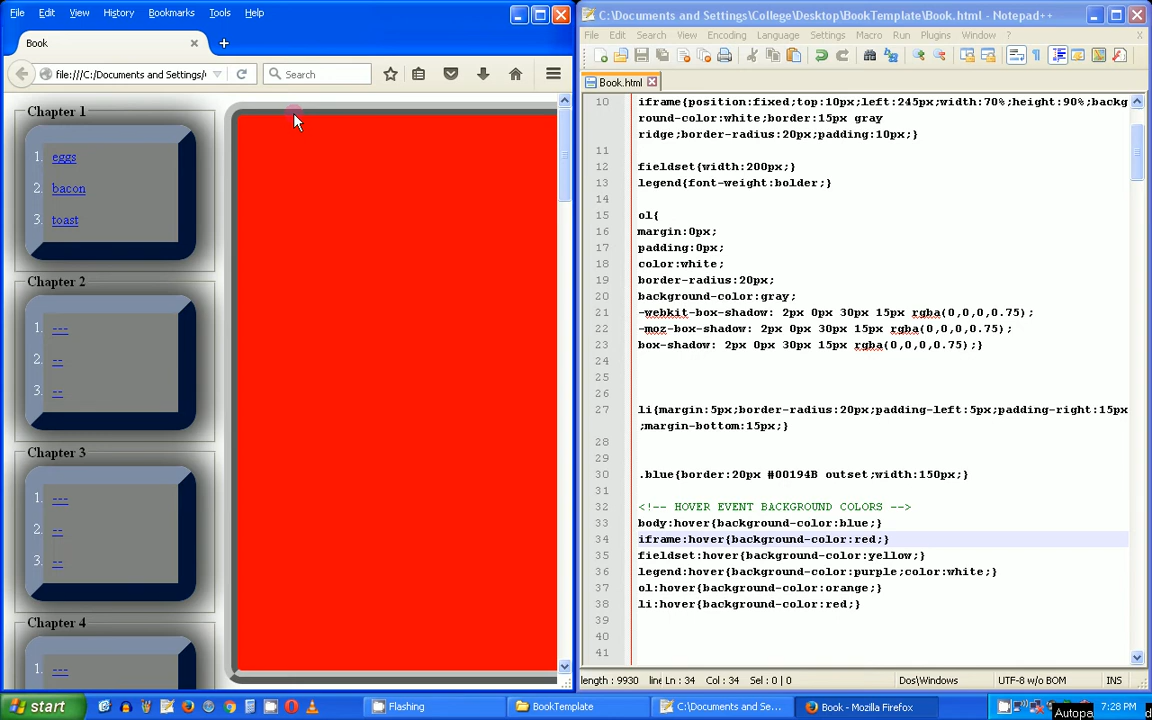 File Edit View History Bookmarks Tools Help
Book
file:///C:/Documents and Settings/ Search
Chapter 1
1. eggs
2. bacon
3. toast
Chapter 2
1. ---
2. --
3. --
Chapter 3
1. ---
2. --
3. --
Chapter 4
1. ---
C:\Documents and Settings\College\Desktop\BookTemplate\Book.html - Notepad++
File Edit Search View Encoding Language Settings Macro Run Plugins Window ? X
Book.html
10 iframe{position:fixed;top:10px;left:245px;width:70%;height:90%;backg
round-color:white;border:15px gray
ridge;border-radius:20px;padding:10px;}
11
12 fieldset{width:200px;}
13 legend{font-weight:bolder;}
14
15 ol{
16 margin:0px;
17 padding:0px;
18 color:white;
19 border-radius:20px;
20 background-color:gray;
21 -webkit-box-shadow: 2px 0px 30px 15px rgba(0,0,0,0.75);
22 -moz-box-shadow: 2px 0px 30px 15px rgba(0,0,0,0.75);
23 box-shadow: 2px 0px 30px 15px rgba(0,0,0,0.75);}
24
25
26
27 li{margin:5px;border-radius:20px;padding-left:5px;padding-right:15px
;margin-bottom:15px;}
28
29
30 .blue{border:20px #00194B outset;width:150px;}
31
32 <!-- HOVER EVENT BACKGROUND COLORS -->
33 body:hover{background-color:blue;}
34 iframe:hover{background-color:red;}
35 fieldset:hover{background-color:yellow;}
36 legend:hover{background-color:purple;color:white;}
37 ol:hover{background-color:orange;}
38 li:hover{background-color:red;}
39
40
41
length : 9930 line Ln : 34 Col : 34 Sel : 0 | 0 Dos\Windows UTF-8 w/o BOM INS
start Flashing BookTemplate C:\Documents and Se... Book - Mozilla Firefox 7:28 PM
Autopa